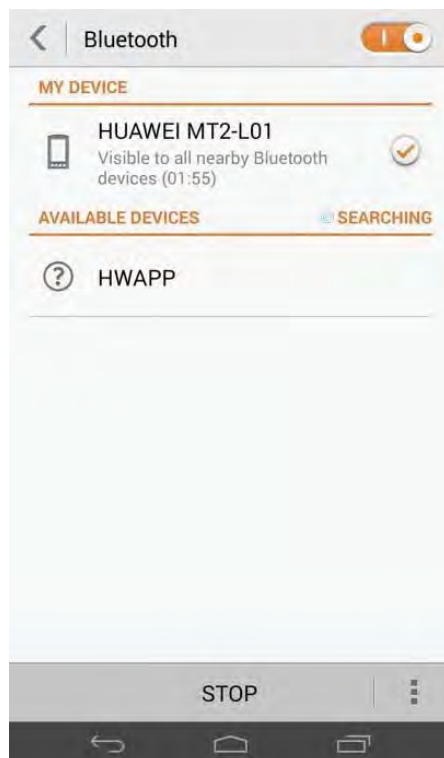 Bluetooth
MY DEVICE
HUAWEI MT2-L01
Visible to all nearby Bluetooth
devices (01:55)
AVAILABLE DEVICES SEARCHING
? HWAPP
STOP